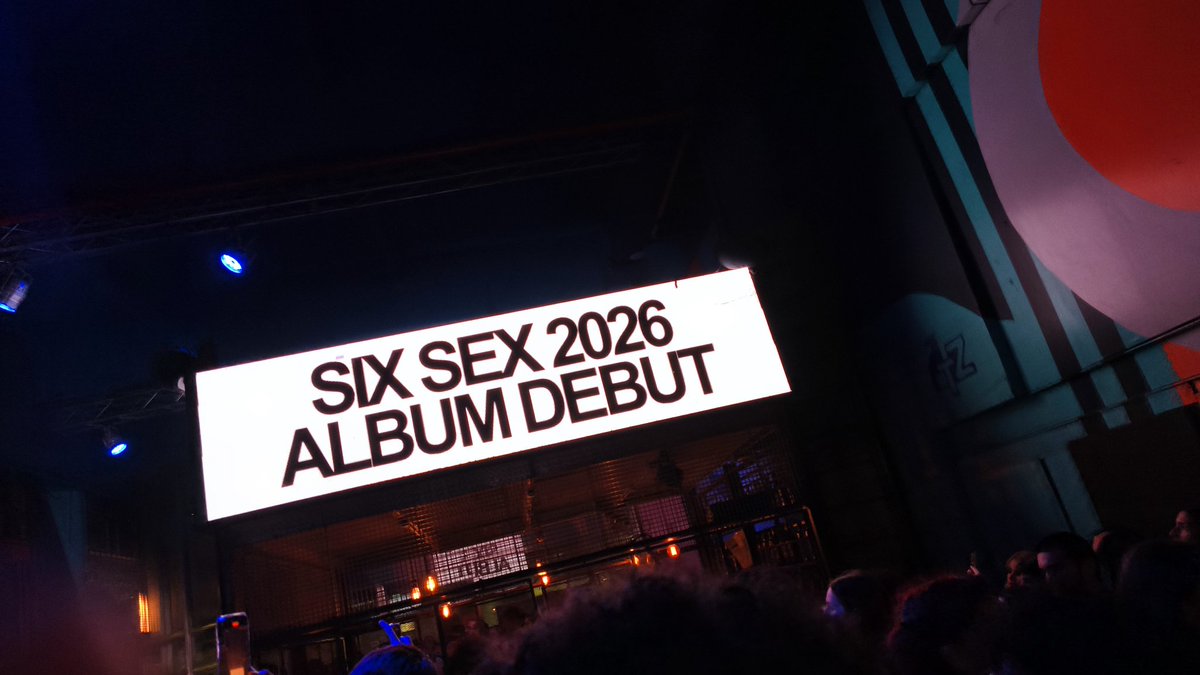 SIX SEX 2026
ALBUM DEBUT